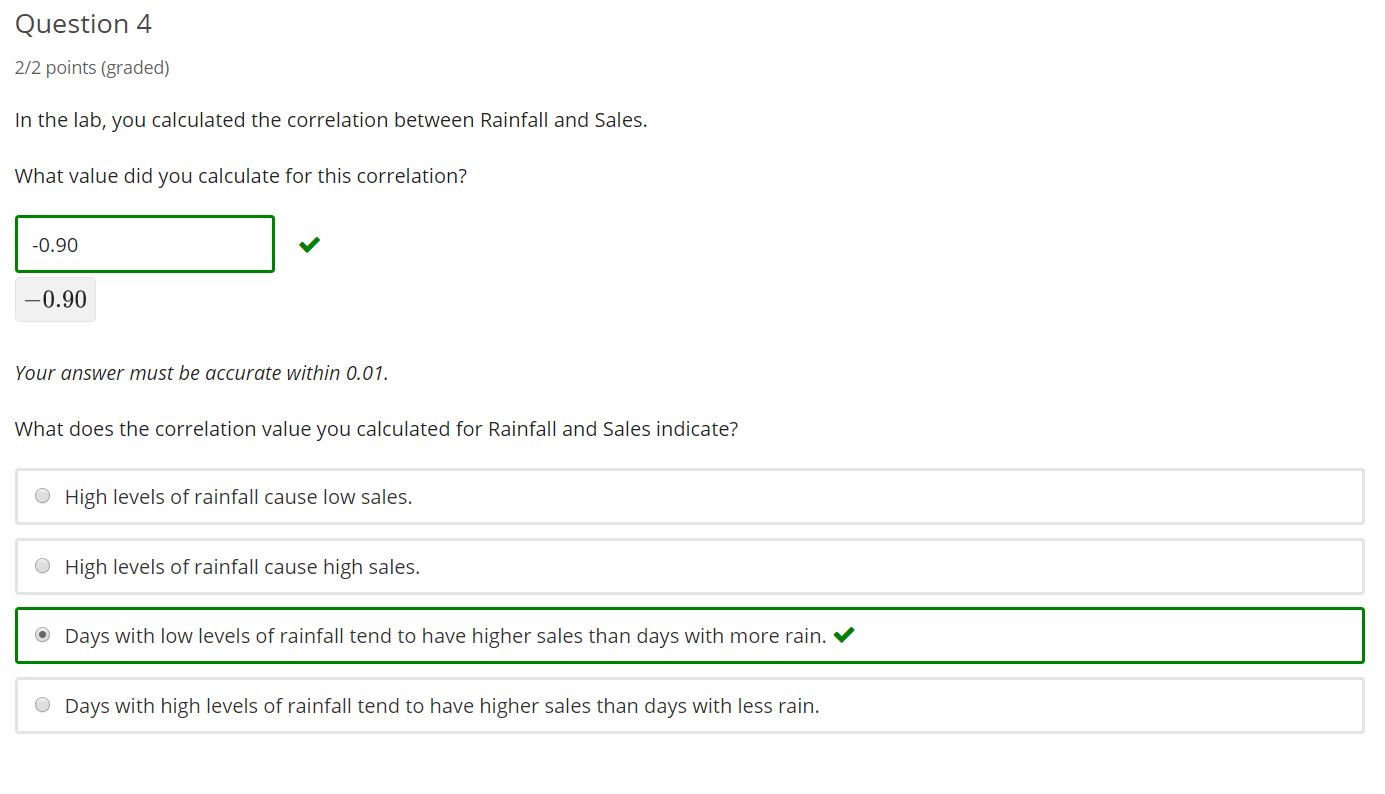 Question 4
2/2 points (graded)
In the lab, you calculated the correlation between Rainfall and Sales.
What value did you calculate for this correlation?
-0.90
−0.90
Your answer must be accurate within 0.01.
What does the correlation value you calculated for Rainfall and Sales indicate?
High levels of rainfall cause low sales.
High levels of rainfall cause high sales.
Days with low levels of rainfall tend to have higher sales than days with more rain.
Days with high levels of rainfall tend to have higher sales than days with less rain.